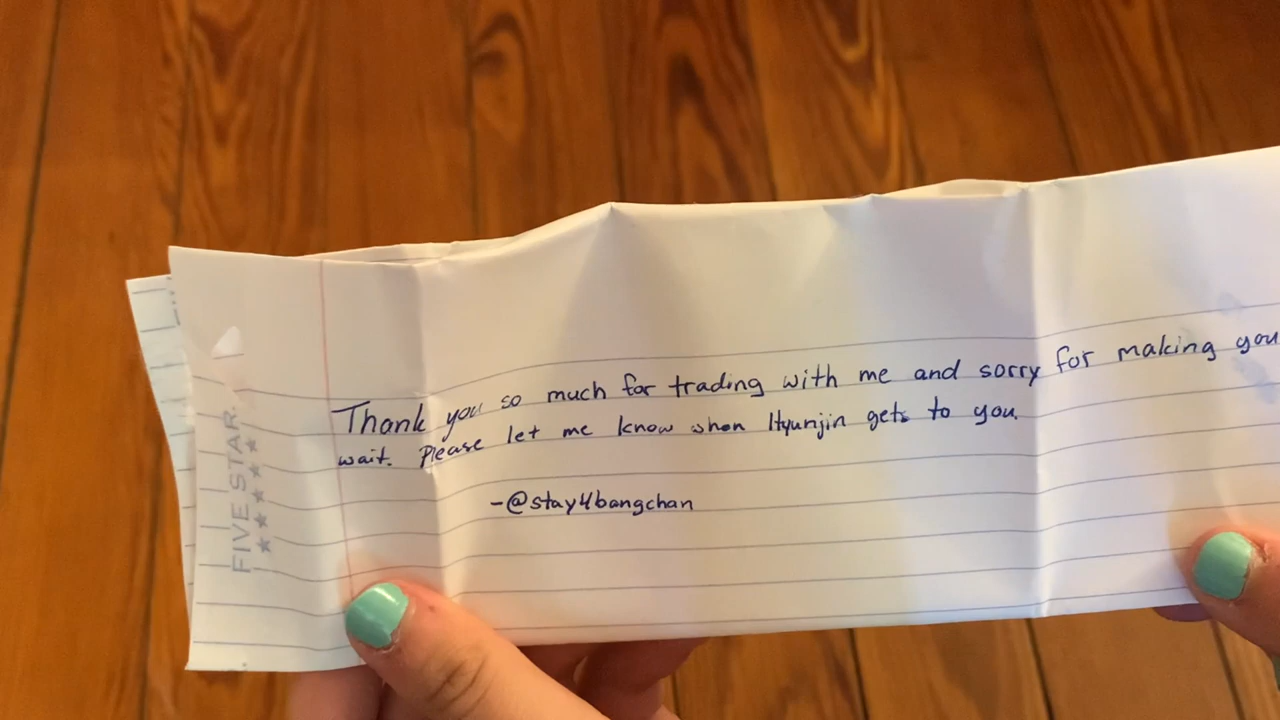 Thank you so much for trading with me and sorry for making you
wait. Please let me know when Hyunjin gets to you.
-@stay4bangchan
FIVE STAR.